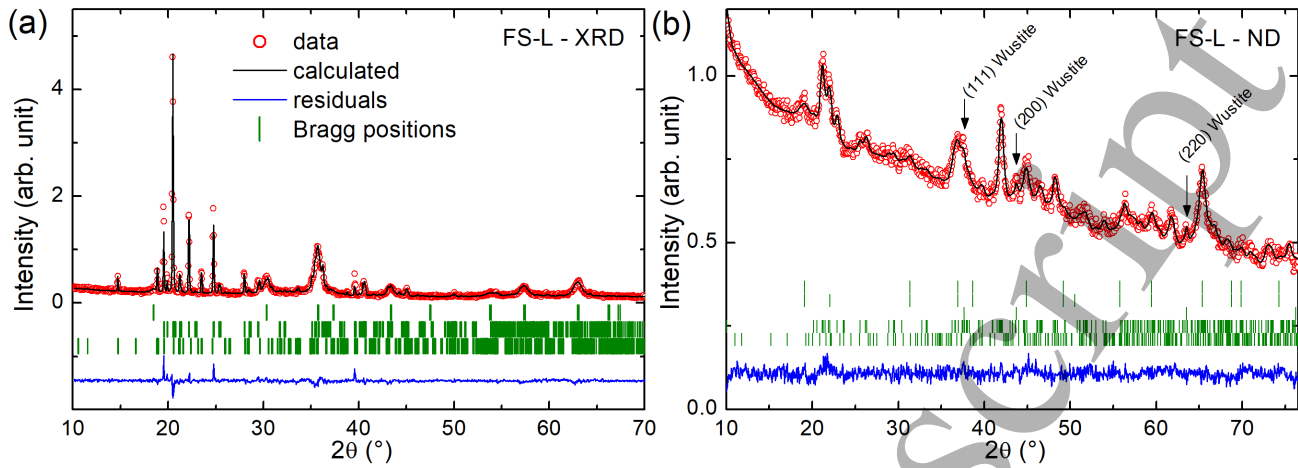 (a)
FS-L - XRD
data
calculated
residuals
Bragg positions
Intensity (arb. unit)
4
2
0
10 20 30 40 50 60 70
2θ (°)
(b)
FS-L - ND
(111) Wustite
(200) Wustite
(220) Wustite
Intensity (arb. unit)
1.0
0.5
0.0
10 20 30 40 50 60 70
2θ (°)
script